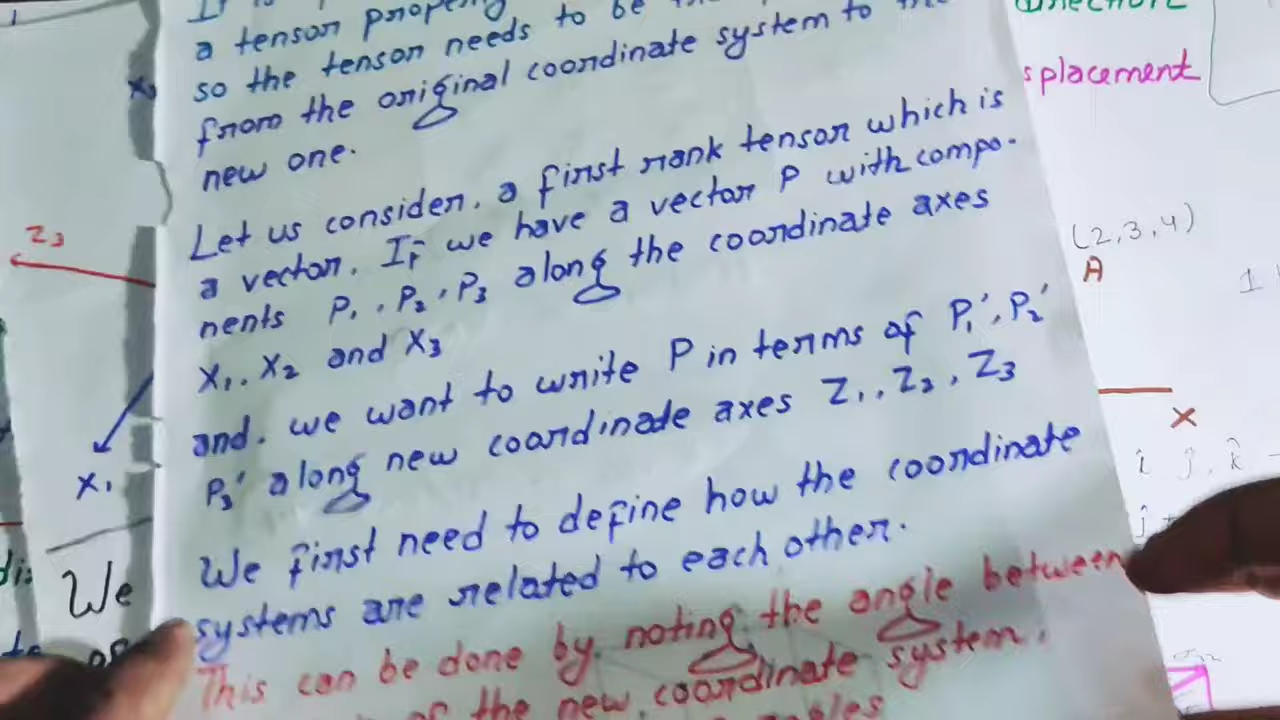 It is
a tensor property
so the tensor needs to be
from the original coordinate system to the
new one.
Let us consider, a first rank tensor which is
a vector. If we have a vector P with compo-
nents P₁, P₂, P₃ along the coordinate axes
X₁, X₂ and X₃
and, we want to write P in terms of P₁', P₂'
P₃' along new coordinate axes Z₁, Z₂, Z₃
We first need to define how the coordinate
systems are related to each other.
This can be done by noting the angle between
of the new coordinate system.
angles
Z₃
X₁
We
placement
(2,3,4)
A
X
î ĵ, k̂